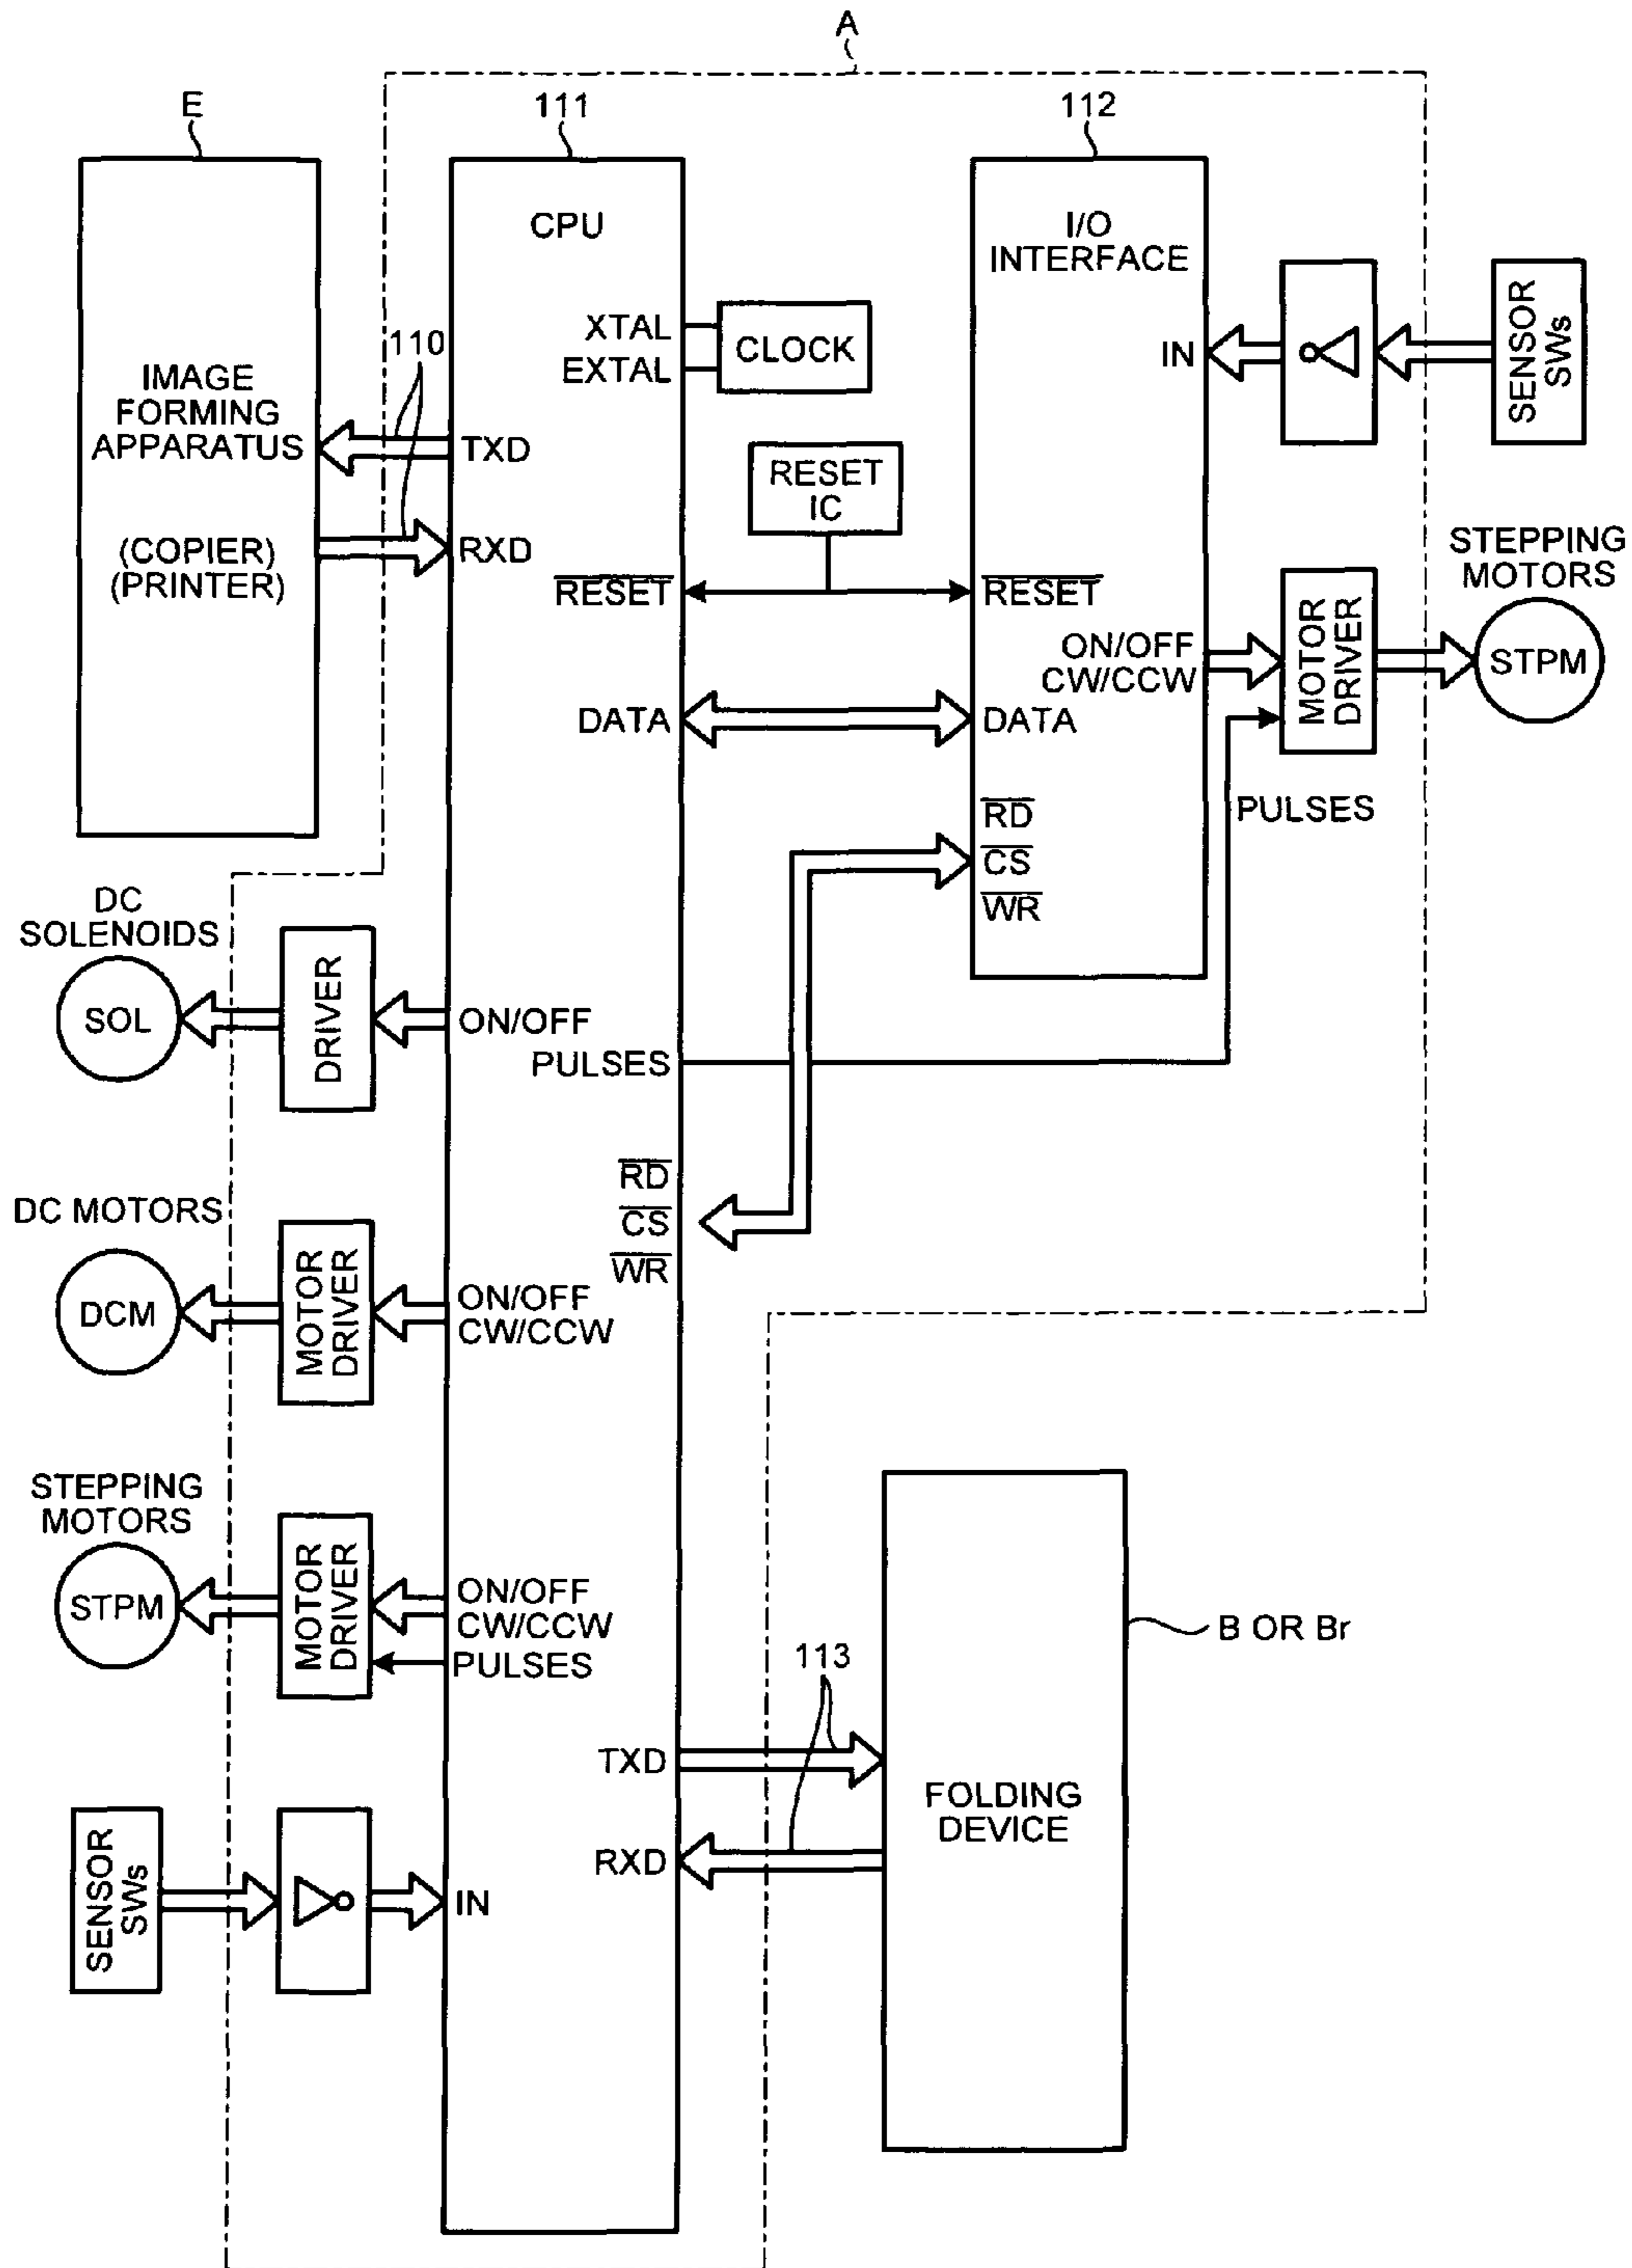 A
E
111
112
CPU
I/O
INTERFACE
XTAL
EXTAL
CLOCK
110
IN
SENSOR
SWs
IMAGE
FORMING
APPARATUS
(COPIER)
(PRINTER)
TXD
RXD
RESET
IC
RESET
RESET
STEPPING
MOTORS
ON/OFF
CW/CCW
MOTOR
DRIVER
STPM
DATA
DATA
PULSES
RD
CS
WR
DC
SOLENOIDS
SOL
DRIVER
ON/OFF
PULSES
RD
CS
WR
DC MOTORS
DCM
MOTOR
DRIVER
ON/OFF
CW/CCW
STEPPING
MOTORS
STPM
MOTOR
DRIVER
ON/OFF
CW/CCW
PULSES
B OR Br
113
TXD
RXD
FOLDING
DEVICE
SENSOR
SWs
IN